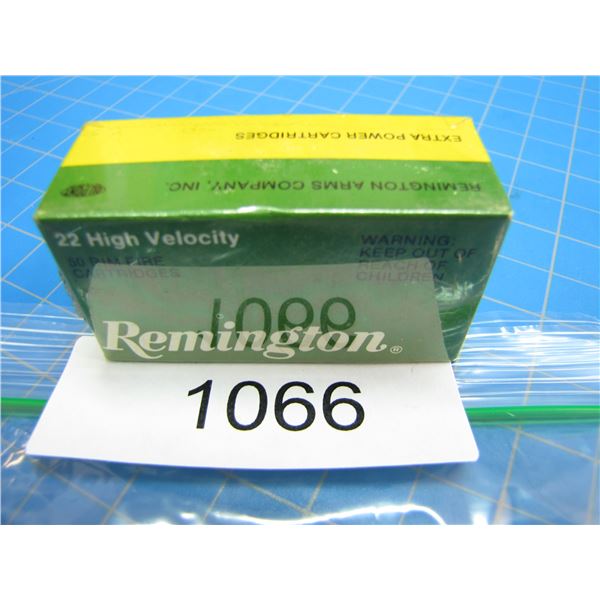 EXTRA POWER CARTRIDGES
REMINGTON ARMS COMPANY, INC.
22 High Velocity
50 RIM FIRE
CARTRIDGES
WARNING:
KEEP OUT OF
REACH OF
CHILDREN
Remington®
1066